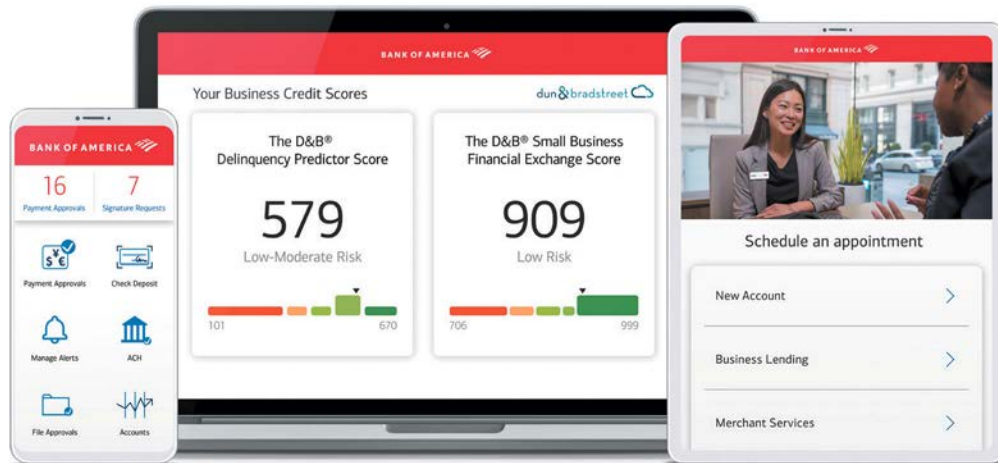 BANK OF AMERICA
16
Payment Approvals
7
Signature Requests
Payment Approvals
Check Deposit
Manage Alerts
ACH
File Approvals
Accounts
BANK OF AMERICA
Your Business Credit Scores
dun & bradstreet
The D&B®
Delinquency Predictor Score
579
Low-Moderate Risk
101
670
The D&B® Small Business
Financial Exchange Score
909
Low Risk
706
999
BANK OF AMERICA
Schedule an appointment
New Account
Business Lending
Merchant Services